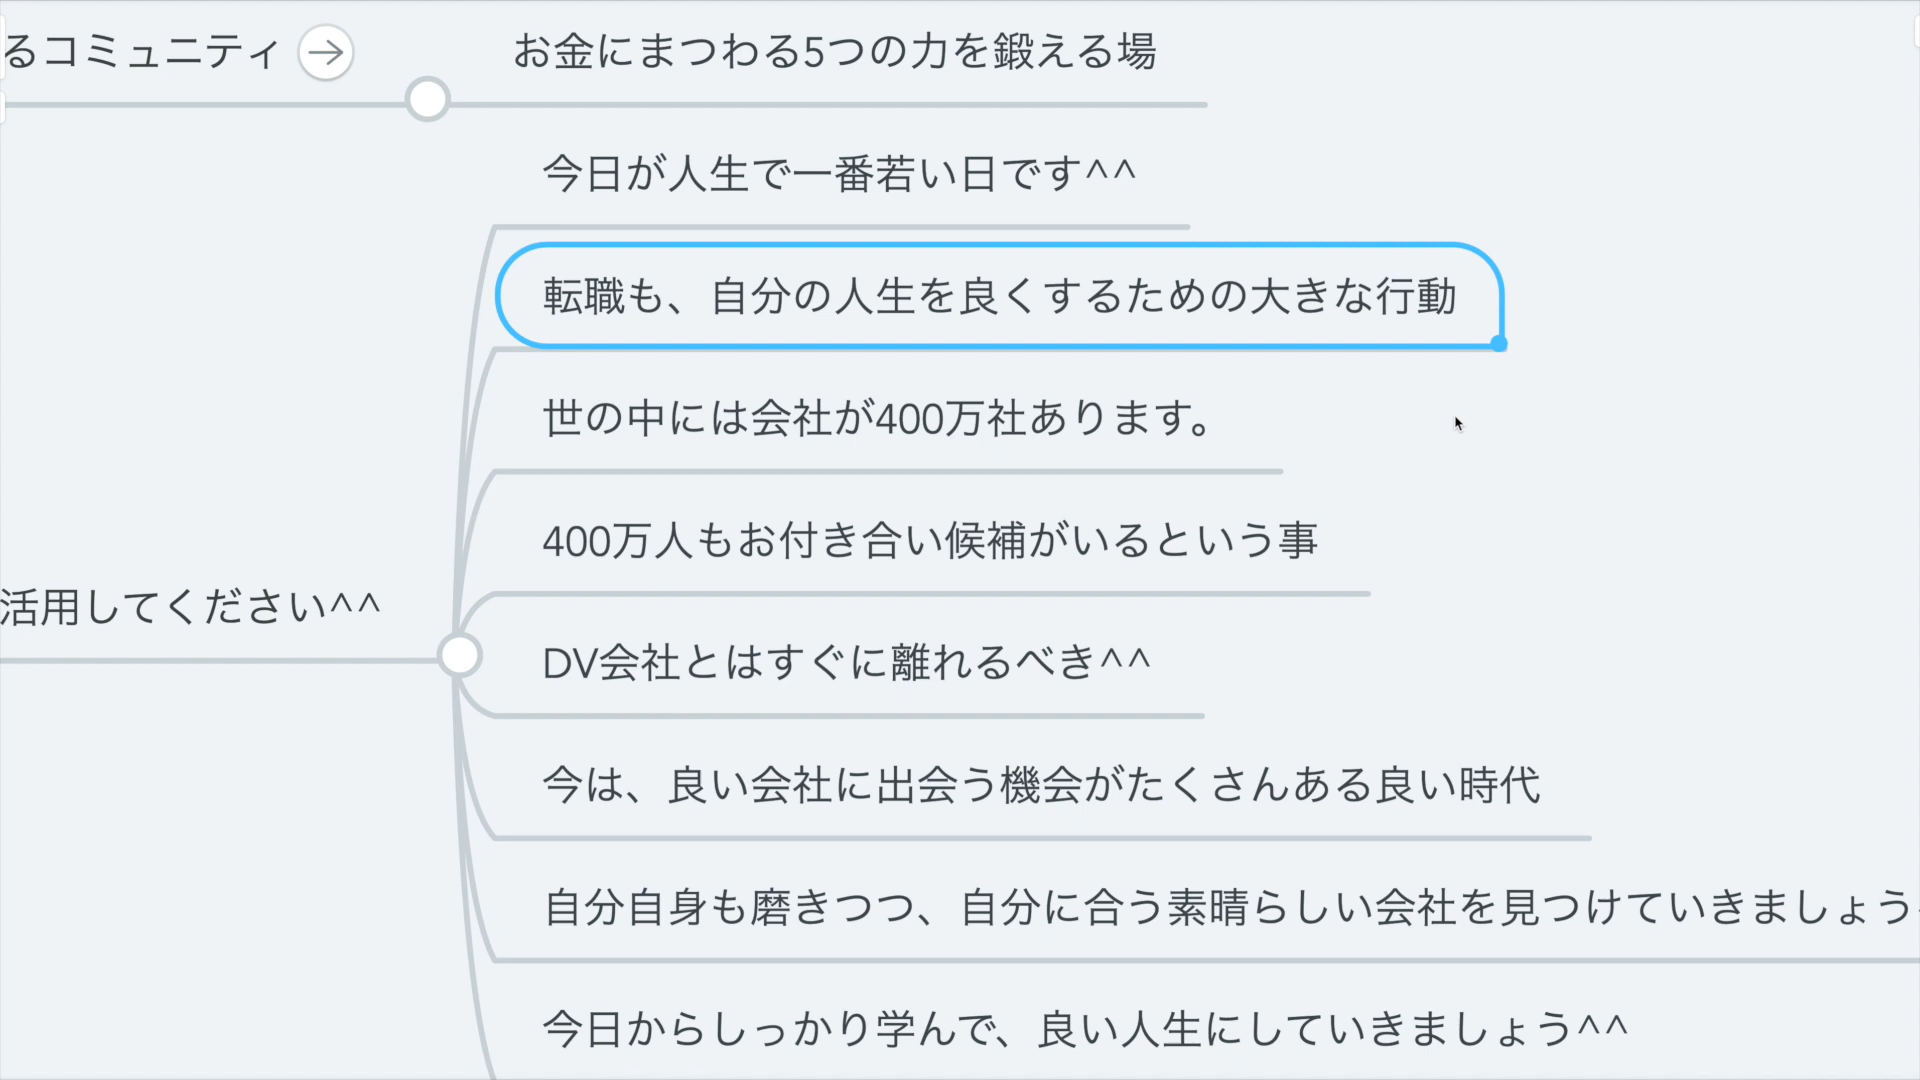 るコミュニティ
お金にまつわる5つの力を鍛える場
今日が人生で一番若い日です^^
転職も、自分の人生を良くするための大きな行動
世の中には会社が400万社あります。
400万人もお付き合い候補がいるという事
活用してください^^
DV会社とはすぐに離れるべき^^
今は、良い会社に出会う機会がたくさんある良い時代
自分自身も磨きつつ、自分に合う素晴らしい会社を見つけていきましょう
今日からしっかり学んで、良い人生にしていきましょう^^